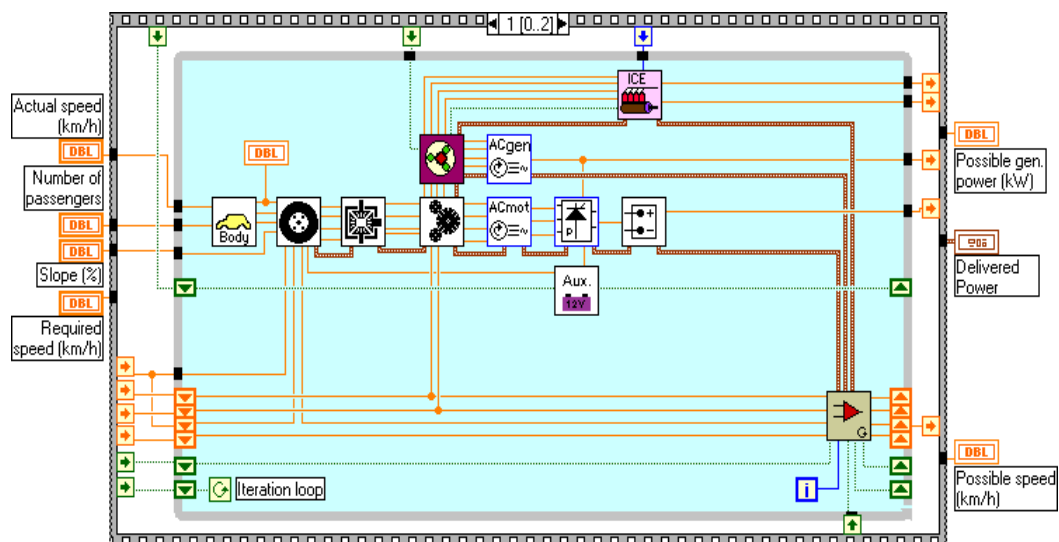 1 [0..2]
ICE
Actual speed
(km/h)
DBL
Number of
passengers
DBL
DBL
Slope (%)
DBL
Required
speed (km/h)
DBL
ACgen
Body
ACmot
P
Aux.
12V
DBL
Possible gen.
power (kW)
Delivered
Power
Iteration loop
i
DBL
Possible speed
(km/h)